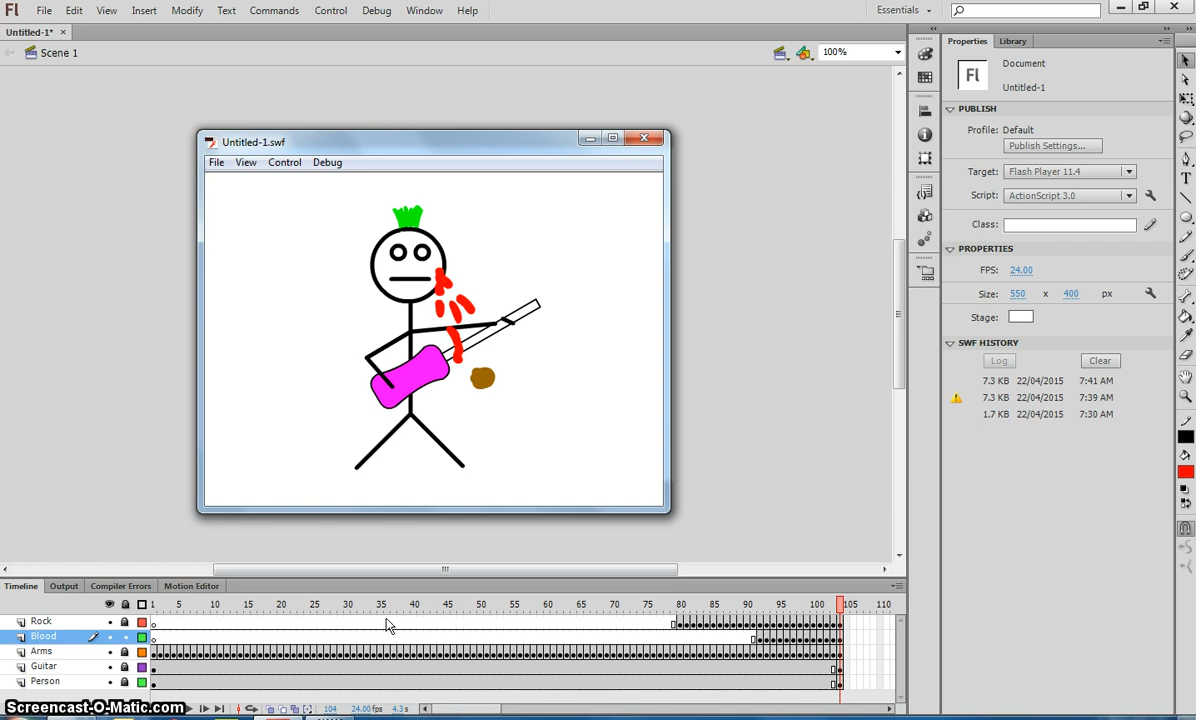 Fl File Edit View Insert Modify Text Commands Control Debug Window Help Essentials
Untitled-1* ×
Scene 1 100%
Properties Library
Fl Document
Untitled-1
PUBLISH
Profile: Default
Publish Settings...
Target: Flash Player 11.4
Script: ActionScript 3.0
Class:
PROPERTIES
FPS: 24.00
Size: 550 x 400 px
Stage:
SWF HISTORY
Log Clear
7.3 KB 22/04/2015 7:41 AM
7.3 KB 22/04/2015 7:39 AM
1.7 KB 22/04/2015 7:30 AM
Untitled-1.swf
File View Control Debug
Timeline Output Compiler Errors Motion Editor
1 5 10 15 20 25 30 35 40 45 50 55 60 65 70 75 80 85 90 95 100 105 110
Rock
Blood
Arms
Guitar
Person
104 24.00fps 4.3s
Screencast-O-Matic.com